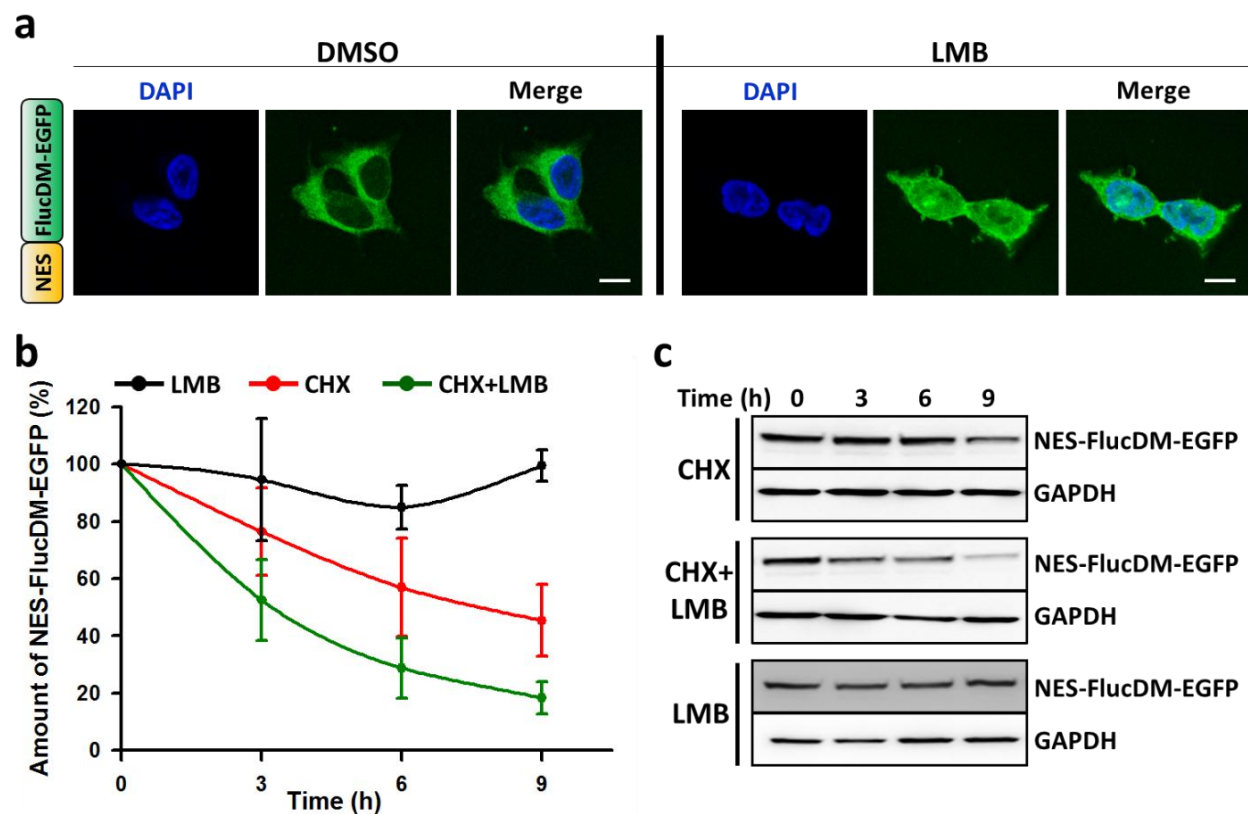 a
DMSO
LMB
DAPI
Merge
DAPI
Merge
FlucDM-EGFP
NES
b
LMB
CHX
CHX+LMB
Amount of NES-FlucDM-EGFP (%)
120
100
80
60
40
20
0
0 3 6 9
Time (h)
c
Time (h) 0 3 6 9
CHX
NES-FlucDM-EGFP
GAPDH
CHX+
LMB
NES-FlucDM-EGFP
GAPDH
LMB
NES-FlucDM-EGFP
GAPDH